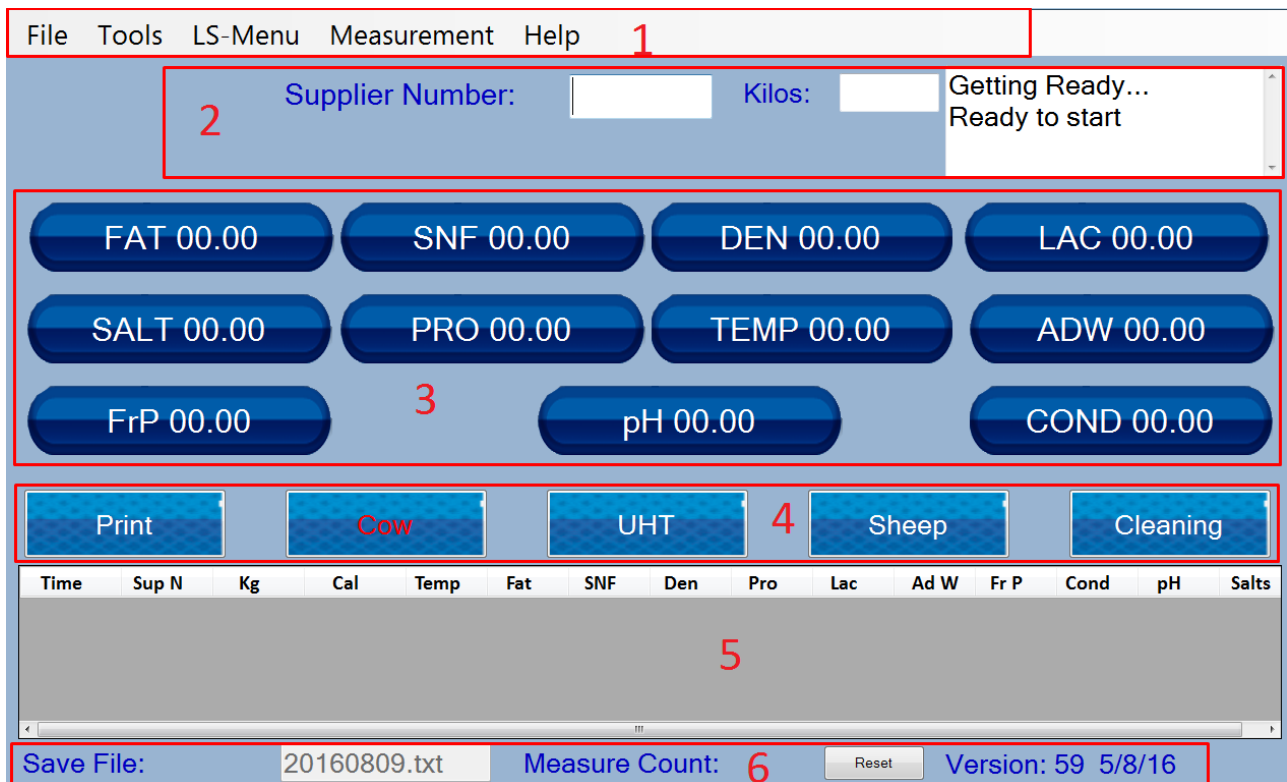 File Tools LS-Menu Measurement Help 1
2 Supplier Number: Kilos: Getting Ready...
Ready to start
FAT 00.00 SNF 00.00 DEN 00.00 LAC 00.00
SALT 00.00 PRO 00.00 TEMP 00.00 ADW 00.00
3
FrP 00.00 pH 00.00 COND 00.00
Print Cow UHT 4 Sheep Cleaning
Time Sup N Kg Cal Temp Fat SNF Den Pro Lac Ad W Fr P Cond pH Salts
5
Save File: 20160809.txt Measure Count: 6 Reset Version: 59 5/8/16